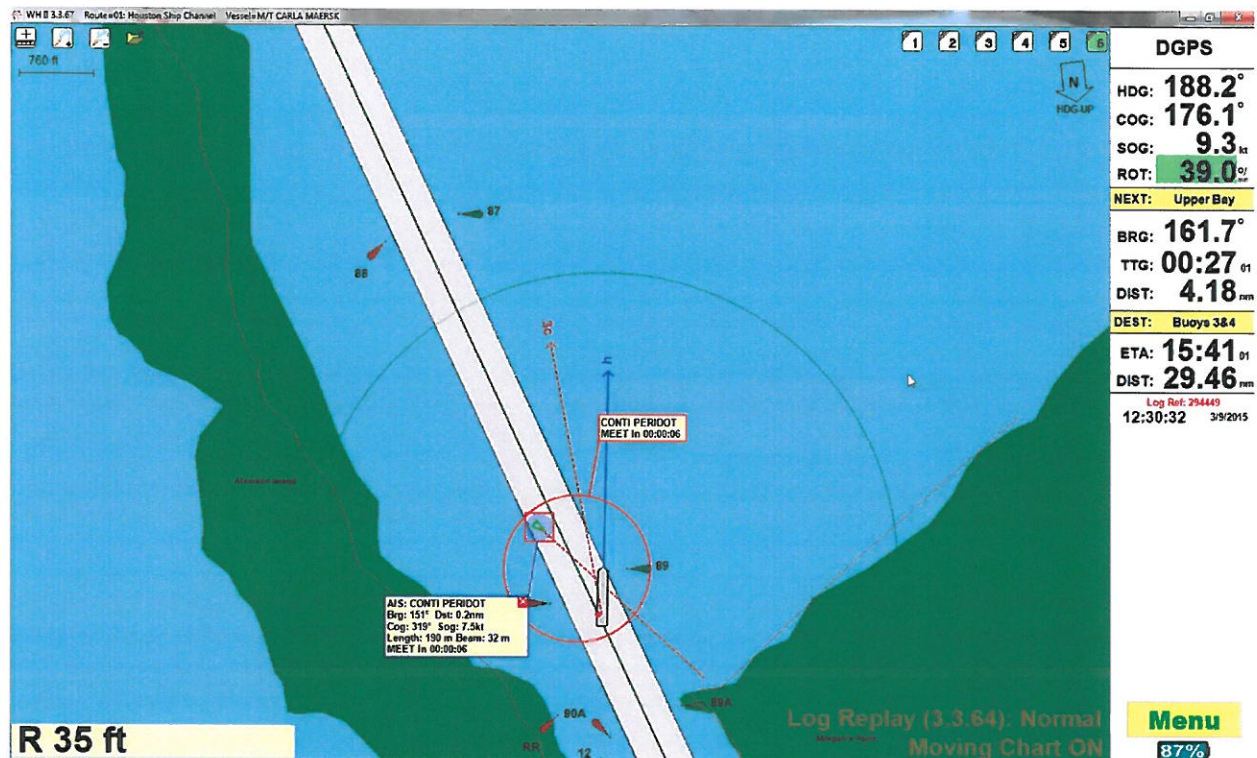 WH II 3.3.67 Route=01: Houston Ship Channel Vessel=M/T CARLA MAERSK
760 ft
1 2 3 4 5 6
N
HDG-UP
DGPS
HDG: 188.2°
COG: 176.1°
SOG: 9.3 kt
ROT: 39.0°/
NEXT: Upper Bay
BRG: 161.7°
TTG: 00:27 01
DIST: 4.18 nm
DEST: Buoys 3&4
ETA: 15:41 01
DIST: 29.46 nm
Log Ref: 294449
12:30:32 3/9/2015
87
88
3c
h
CONTI PERIDOT
MEET In 00:00:06
89
AIS: CONTI PERIDOT
Brg: 151° Dst: 0.2nm
Cog: 319° Sog: 7.5kt
Length: 190 m Beam: 32 m
MEET In 00:00:06
89A
90A
RR
12
Log Replay (3.3.64): Normal
Moving Chart ON
R 35 ft
Menu
87%